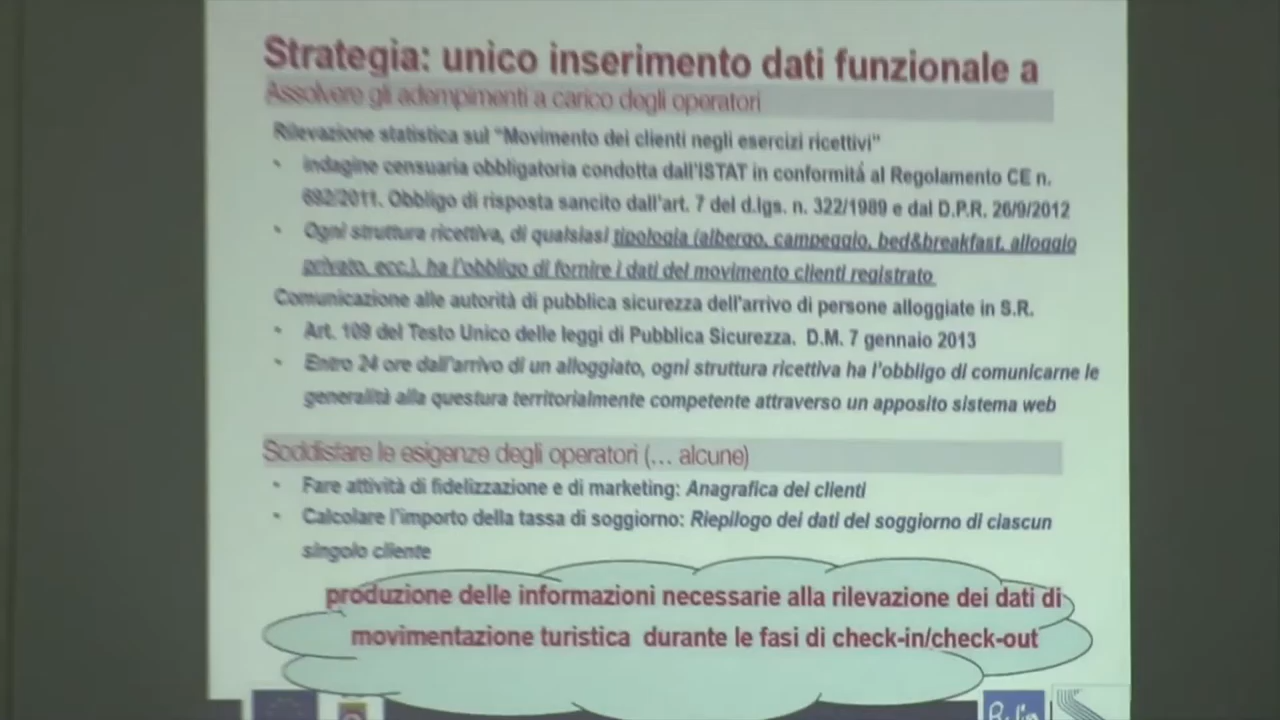 Strategia: unico inserimento dati funzionale a
Assolvere gli adempimenti a carico degli operatori
Rilevazione statistica sul "Movimento dei clienti negli esercizi ricettivi"
• indagine censuaria obbligatoria condotta dall'ISTAT in conformitá al Regolamento CE n.
692/2011. Obbligo di risposta sancito dall'art. 7 del d.lgs. n. 322/1989 e dal D.P.R. 26/9/2012
• Ogni struttura ricettiva, di qualsiasi tipologia (albergo, campeggio, bed&breakfast, alloggio
privato, ecc.), ha l'obbligo di fornire i dati del movimento clienti registrato
Comunicazione alle autorità di pubblica sicurezza dell'arrivo di persone alloggiate in S.R.
• Art. 109 del Testo Unico delle leggi di Pubblica Sicurezza. D.M. 7 gennaio 2013
• Entro 24 ore dall'arrivo di un alloggiato, ogni struttura ricettiva ha l'obbligo di comunicarne le
generalità alla questura territorialmente competente attraverso un apposito sistema web
Soddisfare le esigenze degli operatori (... alcune)
• Fare attività di fidelizzazione e di marketing: Anagrafica dei clienti
• Calcolare l'importo della tassa di soggiorno: Riepilogo dei dati del soggiorno di ciascun
singolo cliente
produzione delle informazioni necessarie alla rilevazione dei dati di
movimentazione turistica durante le fasi di check-in/check-out